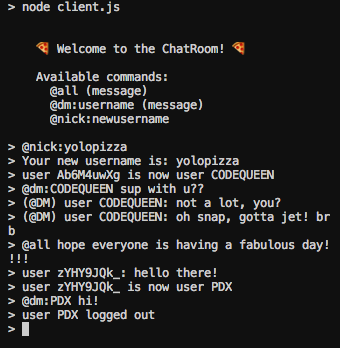 > node client.js
🍕 Welcome to the ChatRoom! 🍕
Available commands:
@all (message)
@dm:username (message)
@nick:newusername
> @nick:yolopizza
> Your new username is: yolopizza
> user Ab6M4uwXg is now user CODEQUEEN
> @dm:CODEQUEEN sup with u??
> (@DM) user CODEQUEEN: not a lot, you?
> (@DM) user CODEQUEEN: oh snap, gotta jet! br
b
> @all hope everyone is having a fabulous day!
!!!
> user zYHY9JQk_: hello there!
> user zYHY9JQk_ is now user PDX
> @dm:PDX hi!
> user PDX logged out
>